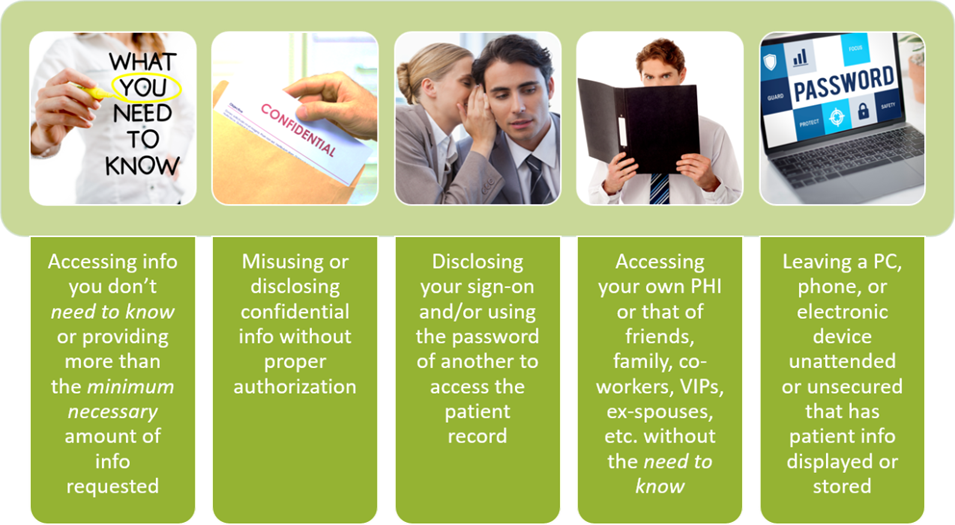 WHAT
YOU
NEED
TO
KNOW
CONFIDENTIAL
FOCUS
PASSWORD
GUARD
PROTECT
SAFETY
Accessing info
you don’t
need to know
or providing
more than
the minimum
necessary
amount of
info
requested
Misusing or
disclosing
confidential
info without
proper
authorization
Disclosing
your sign-on
and/or using
the password
of another to
access the
patient
record
Accessing
your own PHI
or that of
friends,
family, co-
workers, VIPs,
ex-spouses,
etc. without
the need to
know
Leaving a PC,
phone, or
electronic
device
unattended
or unsecured
that has
patient info
displayed or
stored